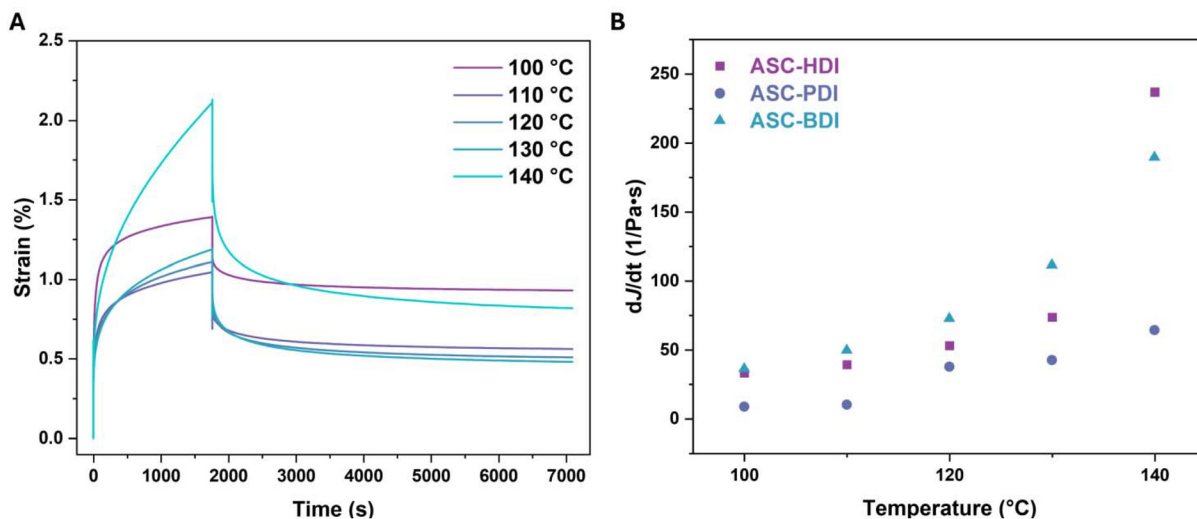 A
2.5
2.0
1.5
1.0
0.5
0.0
Strain (%)
0 1000 2000 3000 4000 5000 6000 7000
Time (s)
100 °C
110 °C
120 °C
130 °C
140 °C
B
250
200
150
100
50
0
dJ/dt (1/Pa•s)
100 120 140
Temperature (°C)
ASC-HDI
ASC-PDI
ASC-BDI